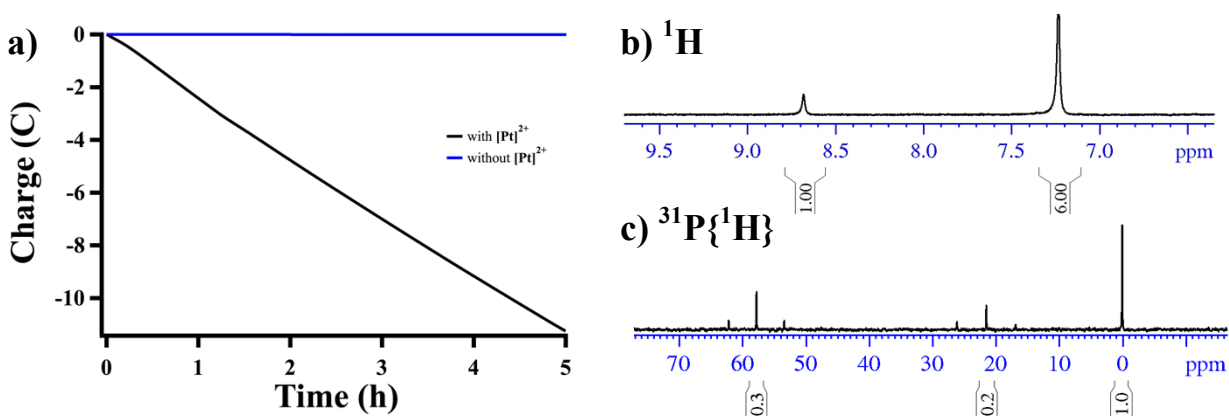 a)
Charge (C)
0
-2
-4
-6
-8
-10
with [Pt]²⁺
without [Pt]²⁺
0 1 2 3 4 5
Time (h)
b) ¹H
9.5 9.0 8.5 8.0 7.5 7.0 ppm
1.00 6.00
c) ³¹P{¹H}
70 60 50 40 30 20 10 0 ppm
0.3 0.2 1.0